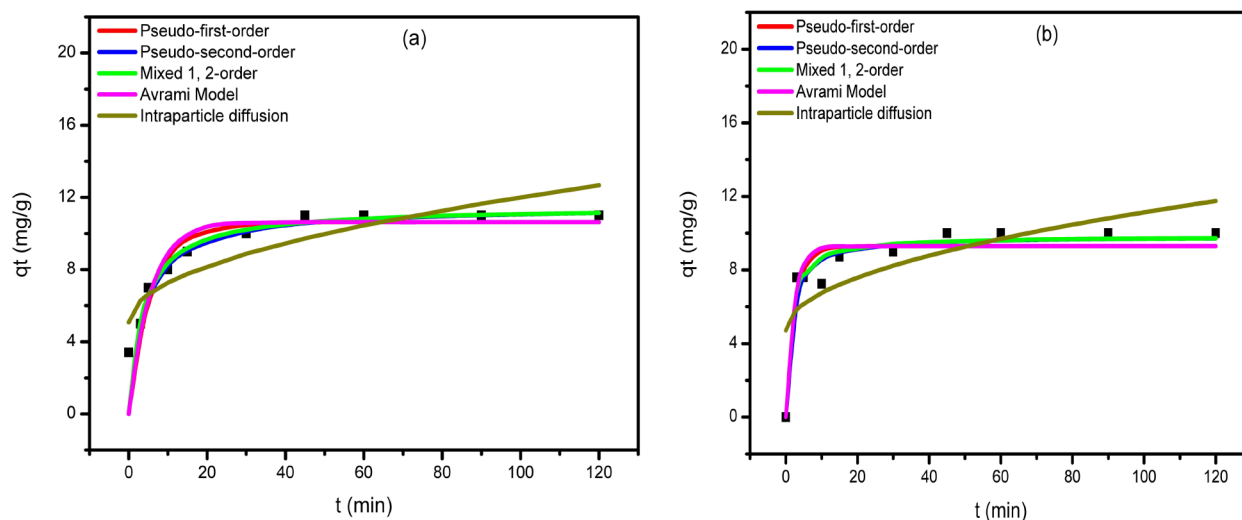 (a)
Pseudo-first-order
Pseudo-second-order
Mixed 1, 2-order
Avrami Model
Intraparticle diffusion
20
16
12
8
4
0
qt (mg/g)
0 20 40 60 80 100 120
t (min)
(b)
Pseudo-first-order
Pseudo-second-order
Mixed 1, 2-order
Avrami Model
Intraparticle diffusion
20
16
12
8
4
0
qt (mg/g)
0 20 40 60 80 100 120
t (min)